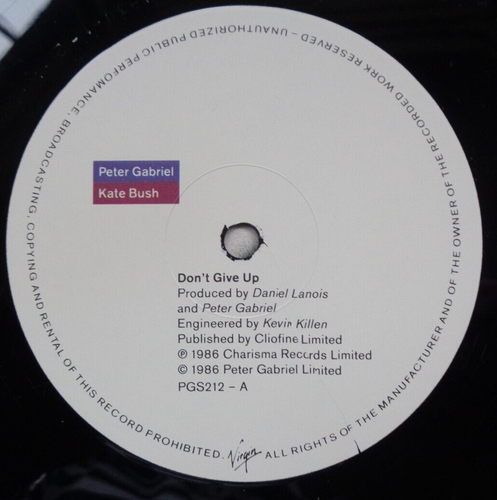 Peter Gabriel
Kate Bush
Don't Give Up
Produced by Daniel Lanois
and Peter Gabriel
Engineered by Kevin Killen
Published by Cliofine Limited
℗ 1986 Charisma Records Limited
© 1986 Peter Gabriel Limited
PGS212 – A
Virgin
ALL RIGHTS OF THE MANUFACTURER AND OF THE OWNER OF THE RECORDED WORK RESERVED – UNAUTHORIZED PUBLIC PERFOMANCE, BROADCASTING, COPYING AND RENTAL OF THIS RECORD PROHIBITED.